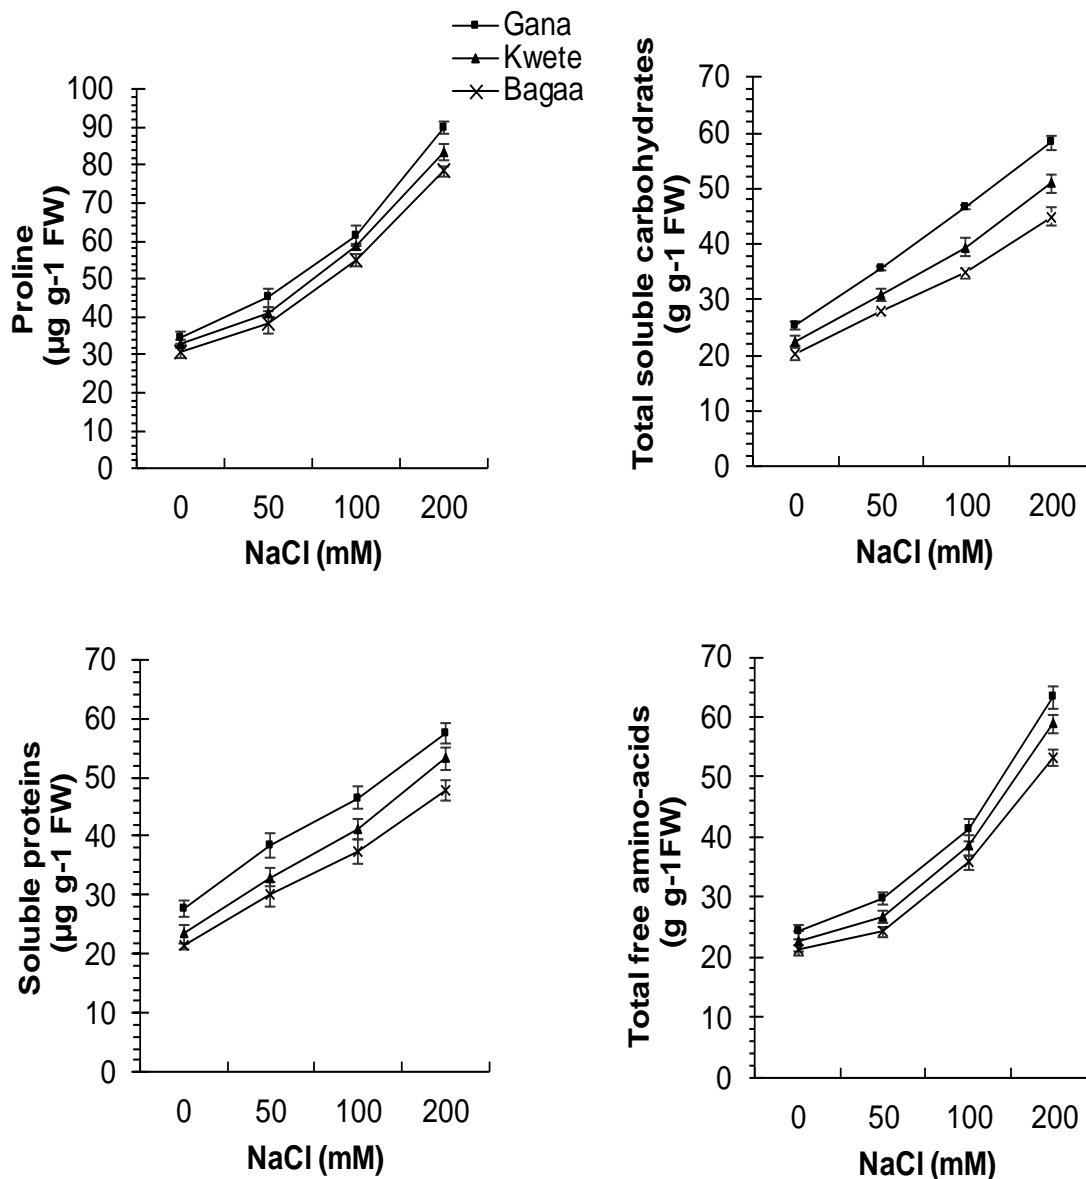 Gana
Kwete
Bagaa
Proline
(µg g-1 FW)
100
90
80
70
60
50
40
30
20
10
0
0 50 100 200
NaCl (mM)
Total soluble carbohydrates
(g g-1 FW)
70
60
50
40
30
20
10
0
0 50 100 200
NaCl (mM)
Soluble proteins
(µg g-1 FW)
70
60
50
40
30
20
10
0
0 50 100 200
NaCl (mM)
Total free amino-acids
(g g-1FW)
70
60
50
40
30
20
10
0
0 50 100 200
NaCl (mM)